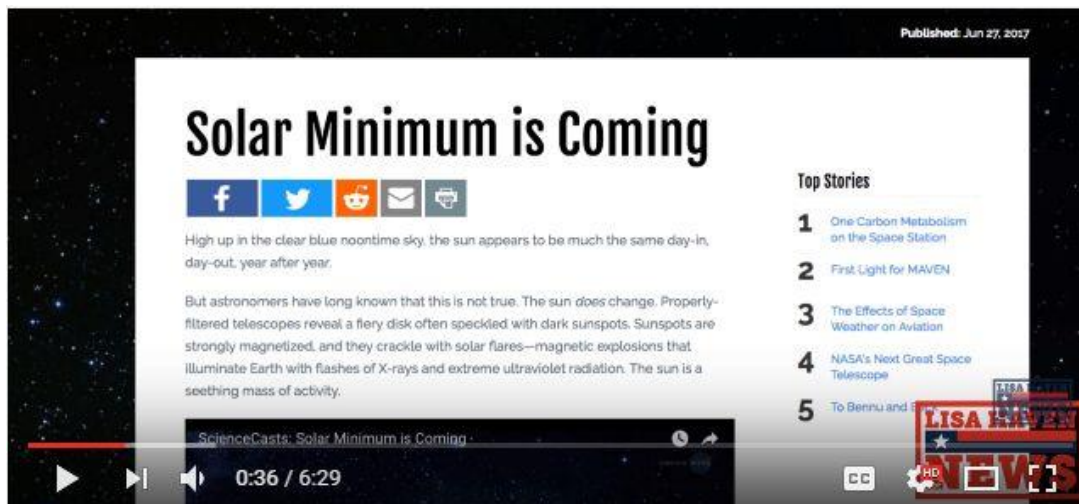 Published: Jun 27, 2017
Solar Minimum is Coming
High up in the clear blue noontime sky, the sun appears to be much the same day-in,
day-out, year after year.
But astronomers have long known that this is not true. The sun does change. Properly-
filtered telescopes reveal a fiery disk often speckled with dark sunspots. Sunspots are
strongly magnetized, and they crackle with solar flares—magnetic explosions that
illuminate Earth with flashes of X-rays and extreme ultraviolet radiation. The sun is a
seething mass of activity.
Top Stories
1 One Carbon Metabolism
on the Space Station
2 First Light for MAVEN
3 The Effects of Space
Weather on Aviation
4 NASA's Next Great Space
Telescope
5 To Bennu and
ScienceCasts: Solar Minimum is Coming
LISA HAVEN
NEWS
0:36 / 6:29
CC
HD